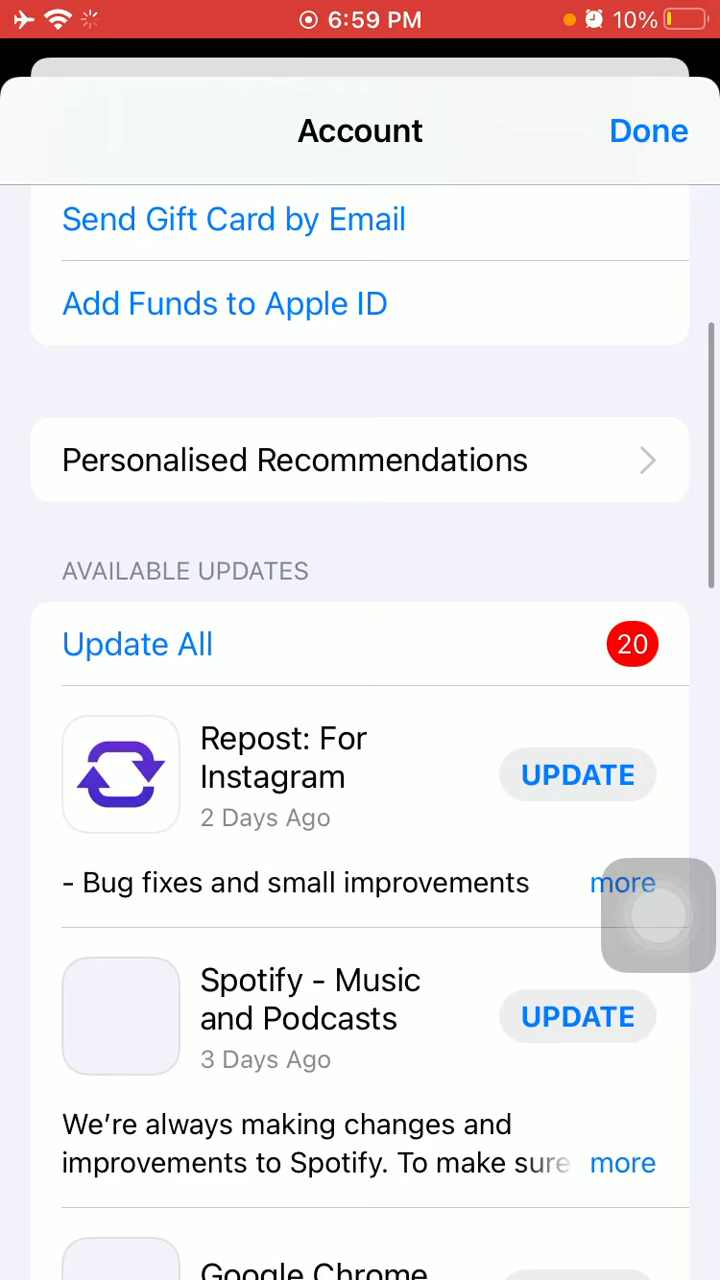 6:59 PM
10%
Account
Done
Send Gift Card by Email
Add Funds to Apple ID
Personalised Recommendations
AVAILABLE UPDATES
Update All
20
Repost: For
Instagram
2 Days Ago
UPDATE
- Bug fixes and small improvements
more
Spotify - Music
and Podcasts
3 Days Ago
UPDATE
We’re always making changes and
improvements to Spotify. To make sure more
Google Chrome